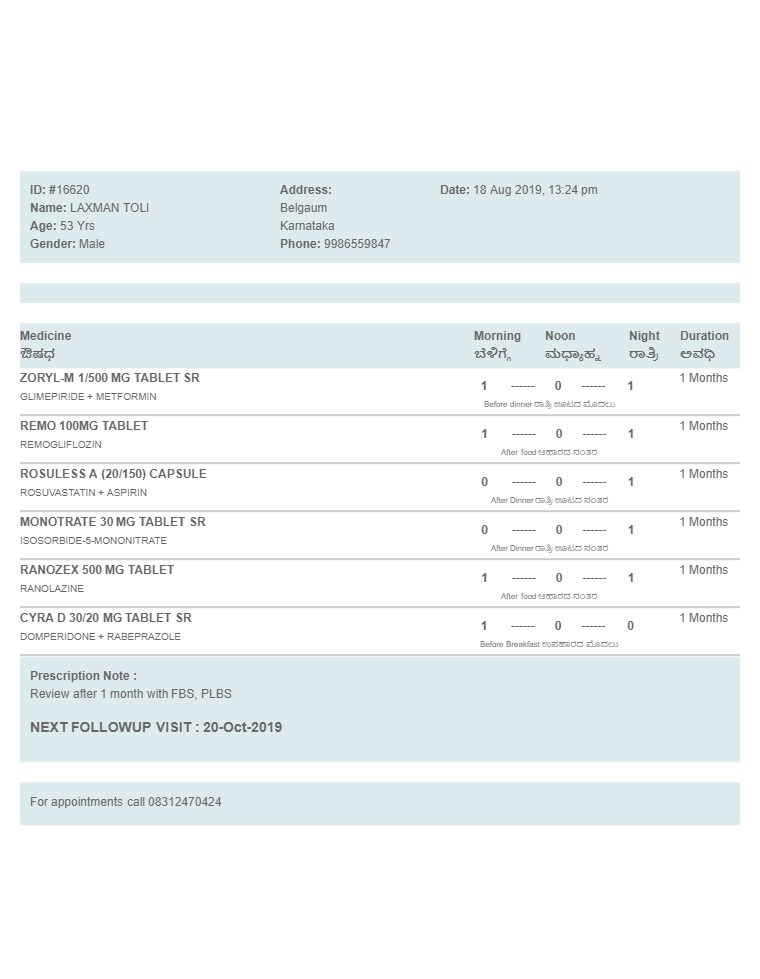 ID: #16620 Address: Date: 18 Aug 2019, 13:24 pm
Name: LAXMAN TOLI Belgaum
Age: 53 Yrs Karnataka
Gender: Male Phone: 9986559847
Medicine Morning Noon Night Duration
ಔಷಧ ಬೆಳಿಗ್ಗೆ ಮಧ್ಯಾಹ್ನ ರಾತ್ರಿ ಅವಧಿ
ZORYL-M 1/500 MG TABLET SR 1 ------ 0 ------ 1 1 Months
GLIMEPIRIDE + METFORMIN Before dinner ರಾತ್ರಿ ಊಟದ ಮೊದಲು
REMO 100MG TABLET 1 ------ 0 ------ 1 1 Months
REMOGLIFLOZIN After food ಆಹಾರದ ನಂತರ
ROSULESS A (20/150) CAPSULE 0 ------ 0 ------ 1 1 Months
ROSUVASTATIN + ASPIRIN After Dinner ರಾತ್ರಿ ಊಟದ ನಂತರ
MONOTRATE 30 MG TABLET SR 0 ------ 0 ------ 1 1 Months
ISOSORBIDE-5-MONONITRATE After Dinner ರಾತ್ರಿ ಊಟದ ನಂತರ
RANOZEX 500 MG TABLET 1 ------ 0 ------ 1 1 Months
RANOLAZINE After food ಆಹಾರದ ನಂತರ
CYRA D 30/20 MG TABLET SR 1 ------ 0 ------ 0 1 Months
DOMPERIDONE + RABEPRAZOLE Before Breakfast ಉಪಹಾರದ ಮೊದಲು
Prescription Note :
Review after 1 month with FBS, PLBS
NEXT FOLLOWUP VISIT : 20-Oct-2019
For appointments call 08312470424